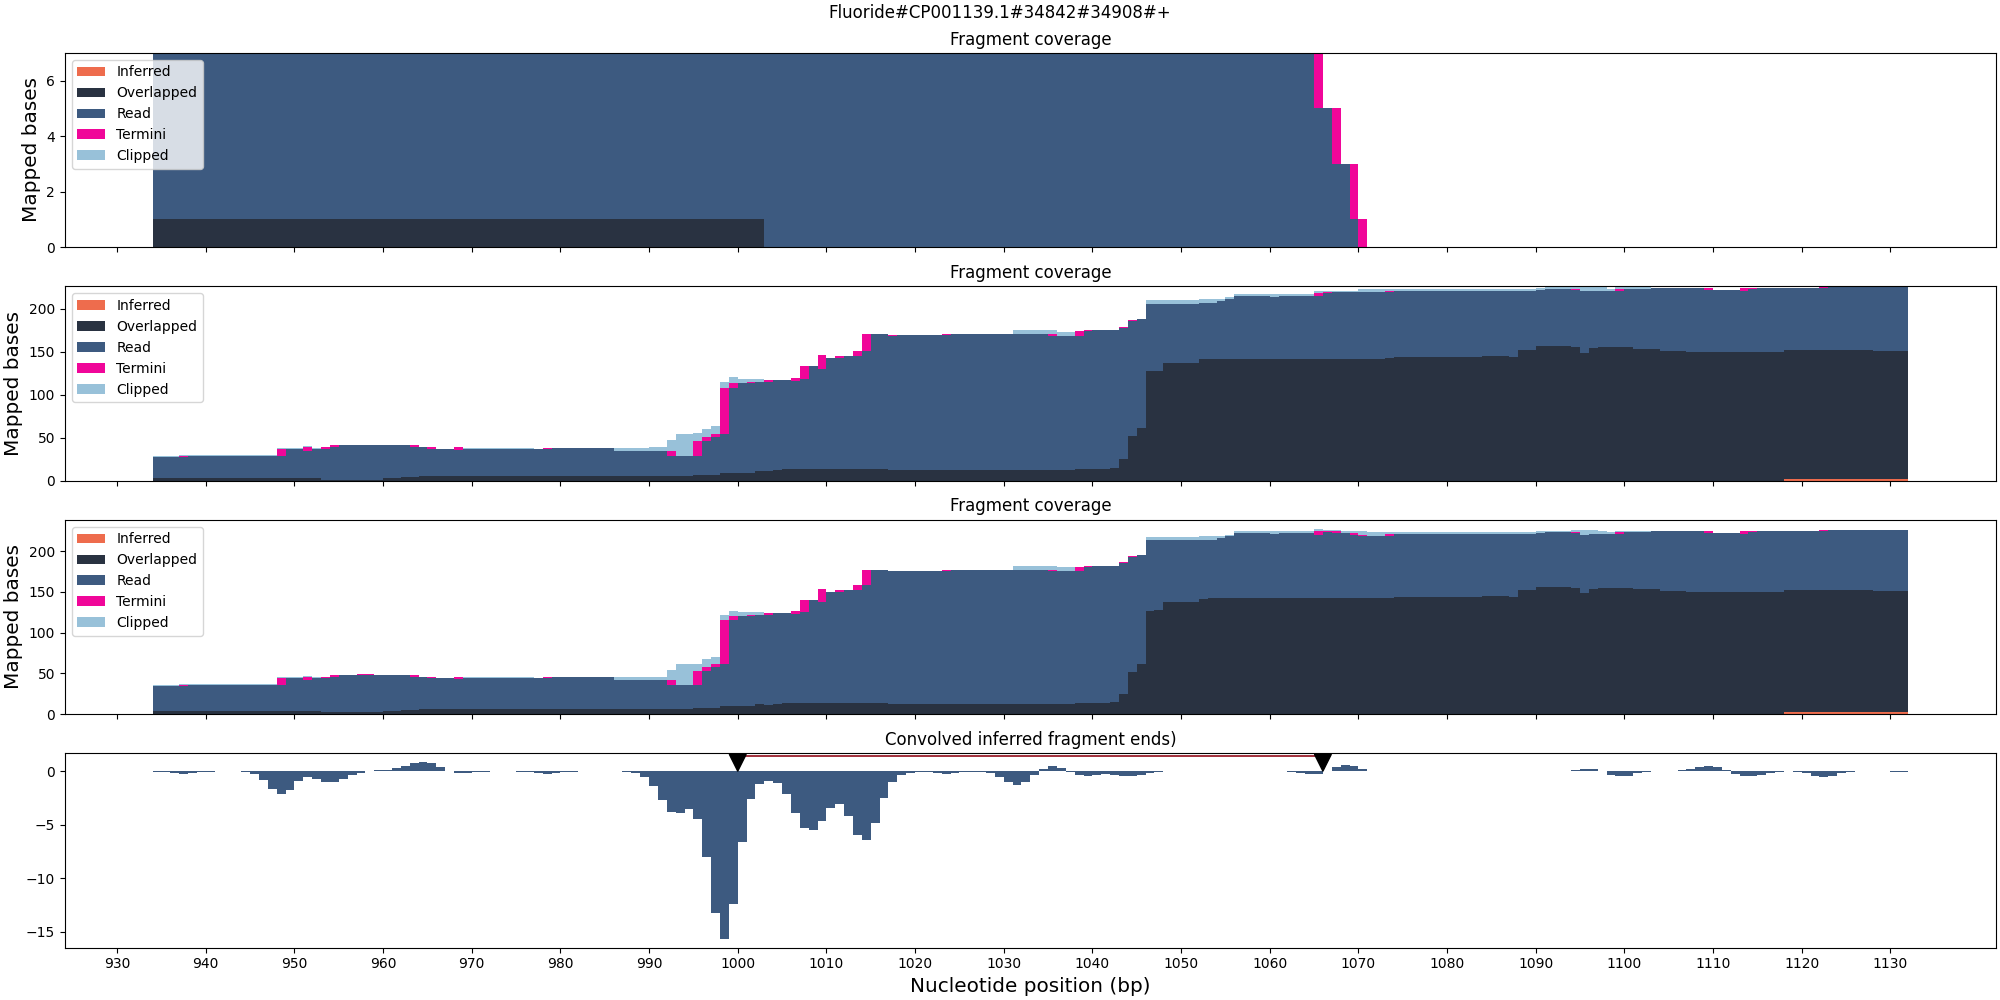 Fluoride#CP001139.1#34842#34908#+
Fragment coverage
Mapped bases
6
4
2
0
Inferred
Overlapped
Read
Termini
Clipped
Fragment coverage
Mapped bases
200
150
100
50
0
Inferred
Overlapped
Read
Termini
Clipped
Fragment coverage
Mapped bases
200
150
100
50
0
Inferred
Overlapped
Read
Termini
Clipped
Convolved inferred fragment ends)
0
−5
−10
−15
930 940 950 960 970 980 990 1000 1010 1020 1030 1040 1050 1060 1070 1080 1090 1100 1110 1120 1130
Nucleotide position (bp)